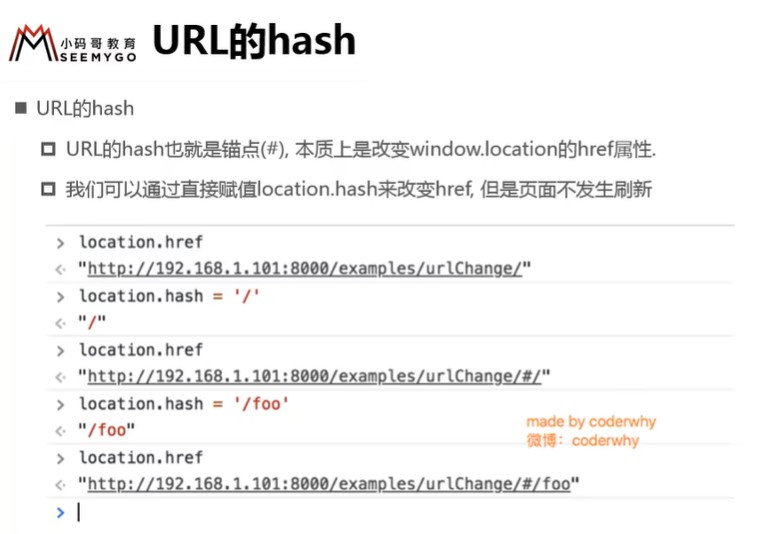 小码哥教育
SEEMYGO
URL的hash
URL的hash
URL的hash也就是锚点(#), 本质上是改变window.location的href属性.
我们可以通过直接赋值location.hash来改变href, 但是页面不发生刷新
> location.href
<· "http://192.168.1.101:8000/examples/urlChange/"
> location.hash = '/'
<· "/"
> location.href
<· "http://192.168.1.101:8000/examples/urlChange/#/"
> location.hash = '/foo'
<· "/foo"
> location.href
<· "http://192.168.1.101:8000/examples/urlChange/#/foo"
>
made by coderwhy
微博：coderwhy